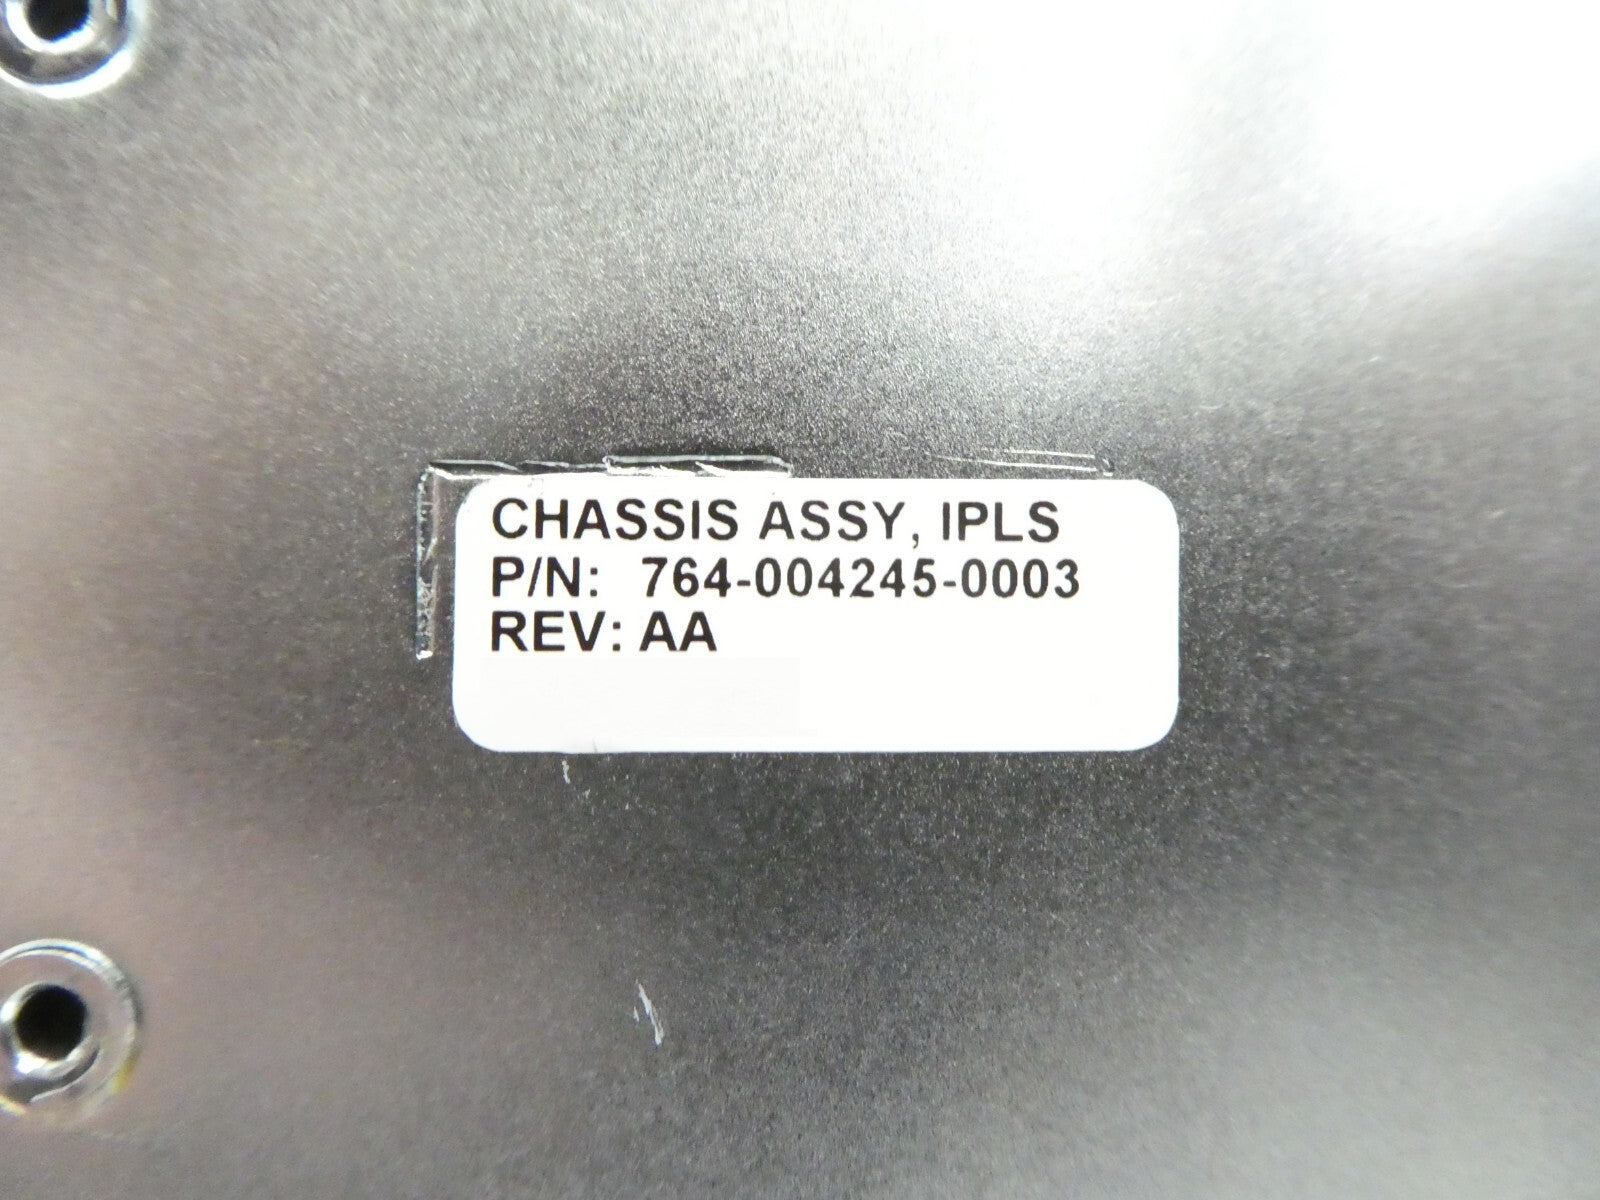 CHASSIS ASSY, IPLS
P/N: 764-004245-0003
REV: AA